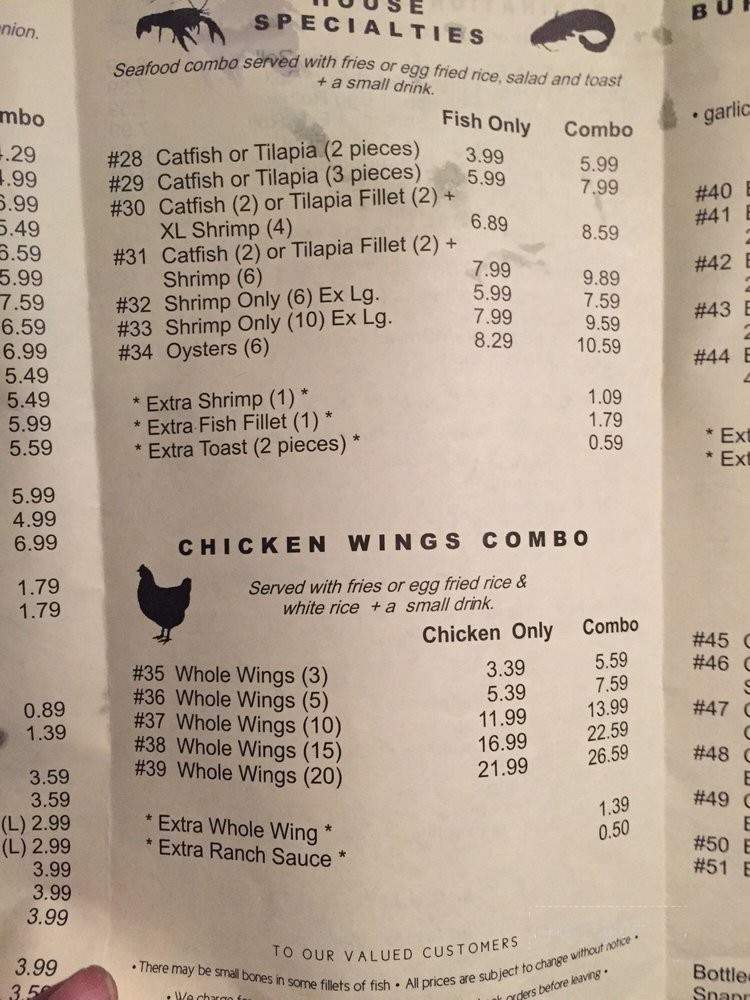 nion.
mbo
.29
.99
6.99
5.49
6.59
5.99
7.59
6.59
6.99
5.49
5.49
5.99
5.59
5.99
4.99
6.99
1.79
1.79
0.89
1.39
3.59
3.59
(L) 2.99
(L) 2.99
3.99
3.99
3.99
3.99
HOUSE
SPECIALTIES
Seafood combo served with fries or egg fried rice, salad and toast
+ a small drink.
Fish Only Combo
#28 Catfish or Tilapia (2 pieces) 3.99 5.99
#29 Catfish or Tilapia (3 pieces) 5.99 7.99
#30 Catfish (2) or Tilapia Fillet (2) +
XL Shrimp (4) 6.89 8.59
#31 Catfish (2) or Tilapia Fillet (2) +
Shrimp (6) 7.99 9.89
#32 Shrimp Only (6) Ex Lg. 5.99 7.59
#33 Shrimp Only (10) Ex Lg. 7.99 9.59
#34 Oysters (6) 8.29 10.59
* Extra Shrimp (1) * 1.09
* Extra Fish Fillet (1) * 1.79
* Extra Toast (2 pieces) * 0.59
CHICKEN WINGS COMBO
Served with fries or egg fried rice &
white rice + a small drink.
Chicken Only Combo
#35 Whole Wings (3) 3.39 5.59
#36 Whole Wings (5) 5.39 7.59
#37 Whole Wings (10) 11.99 13.99
#38 Whole Wings (15) 16.99 22.59
#39 Whole Wings (20) 21.99 26.59
* Extra Whole Wing * 1.39
* Extra Ranch Sauce * 0.50
TO OUR VALUED CUSTOMERS
• There may be small bones in some fillets of fish • All prices are subject to change without notice •
• We charge orders before leaving •
• garlic
#40
#41
#42
#43
#44
* Ext
* Ext
#45
#46
#47
#48
#49
#50
#51
Bottle